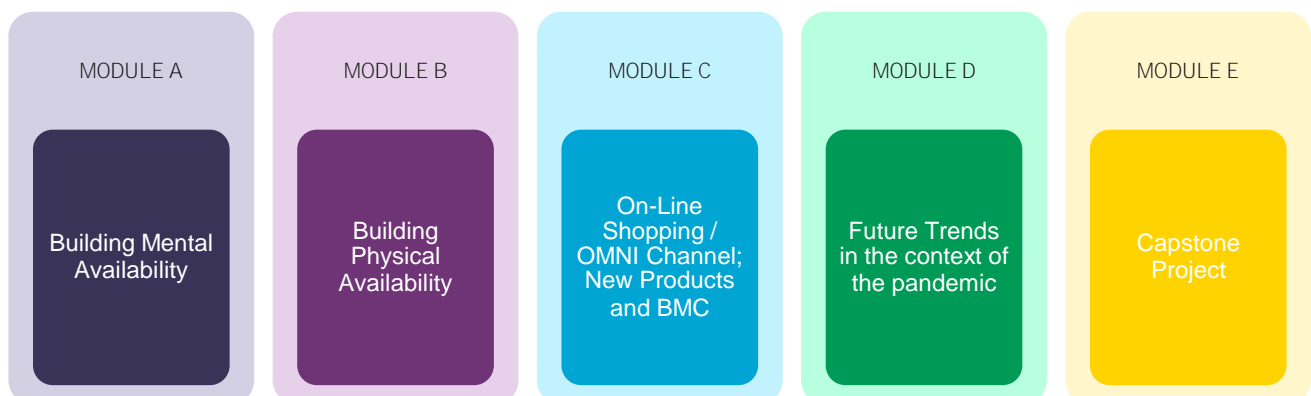 MODULE A
Building Mental
Availability
MODULE B
Building
Physical
Availability
MODULE C
On-Line
Shopping /
OMNI Channel;
New Products
and BMC
MODULE D
Future Trends
in the context of
the pandemic
MODULE E
Capstone
Project